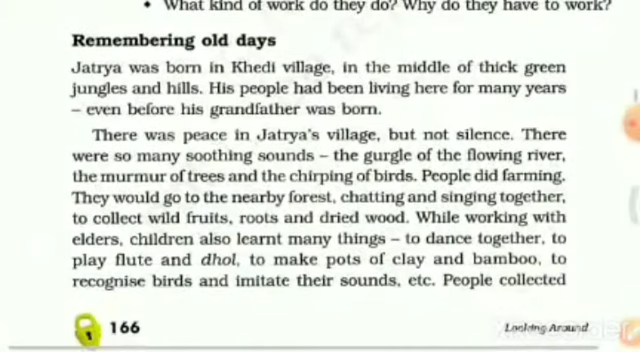 • What kind of work do they do? Why do they have to work?
Remembering old days
Jatrya was born in Khedi village, in the middle of thick green
jungles and hills. His people had been living here for many years
– even before his grandfather was born.
There was peace in Jatrya's village, but not silence. There
were so many soothing sounds – the gurgle of the flowing river,
the murmur of trees and the chirping of birds. People did farming.
They would go to the nearby forest, chatting and singing together,
to collect wild fruits, roots and dried wood. While working with
elders, children also learnt many things – to dance together, to
play flute and dhol, to make pots of clay and bamboo, to
recognise birds and imitate their sounds, etc. People collected
1 166 Looking Around